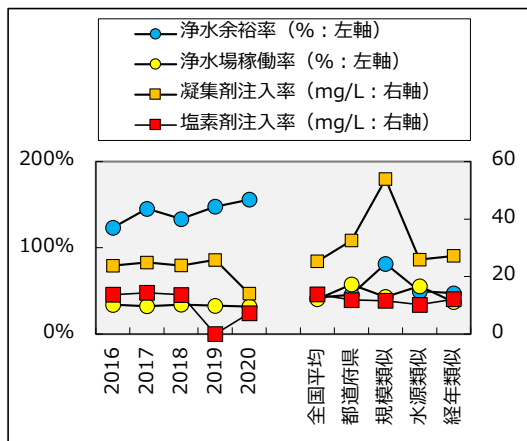 浄水余裕率（%：左軸）
浄水場稼働率（%：左軸）
凝集剤注入率（mg/L：右軸）
塩素剤注入率（mg/L：右軸）
200%
100%
0%
60
40
20
0
2016
2017
2018
2019
2020
全国平均
都道府県
規模類似
水源類似
経年類似